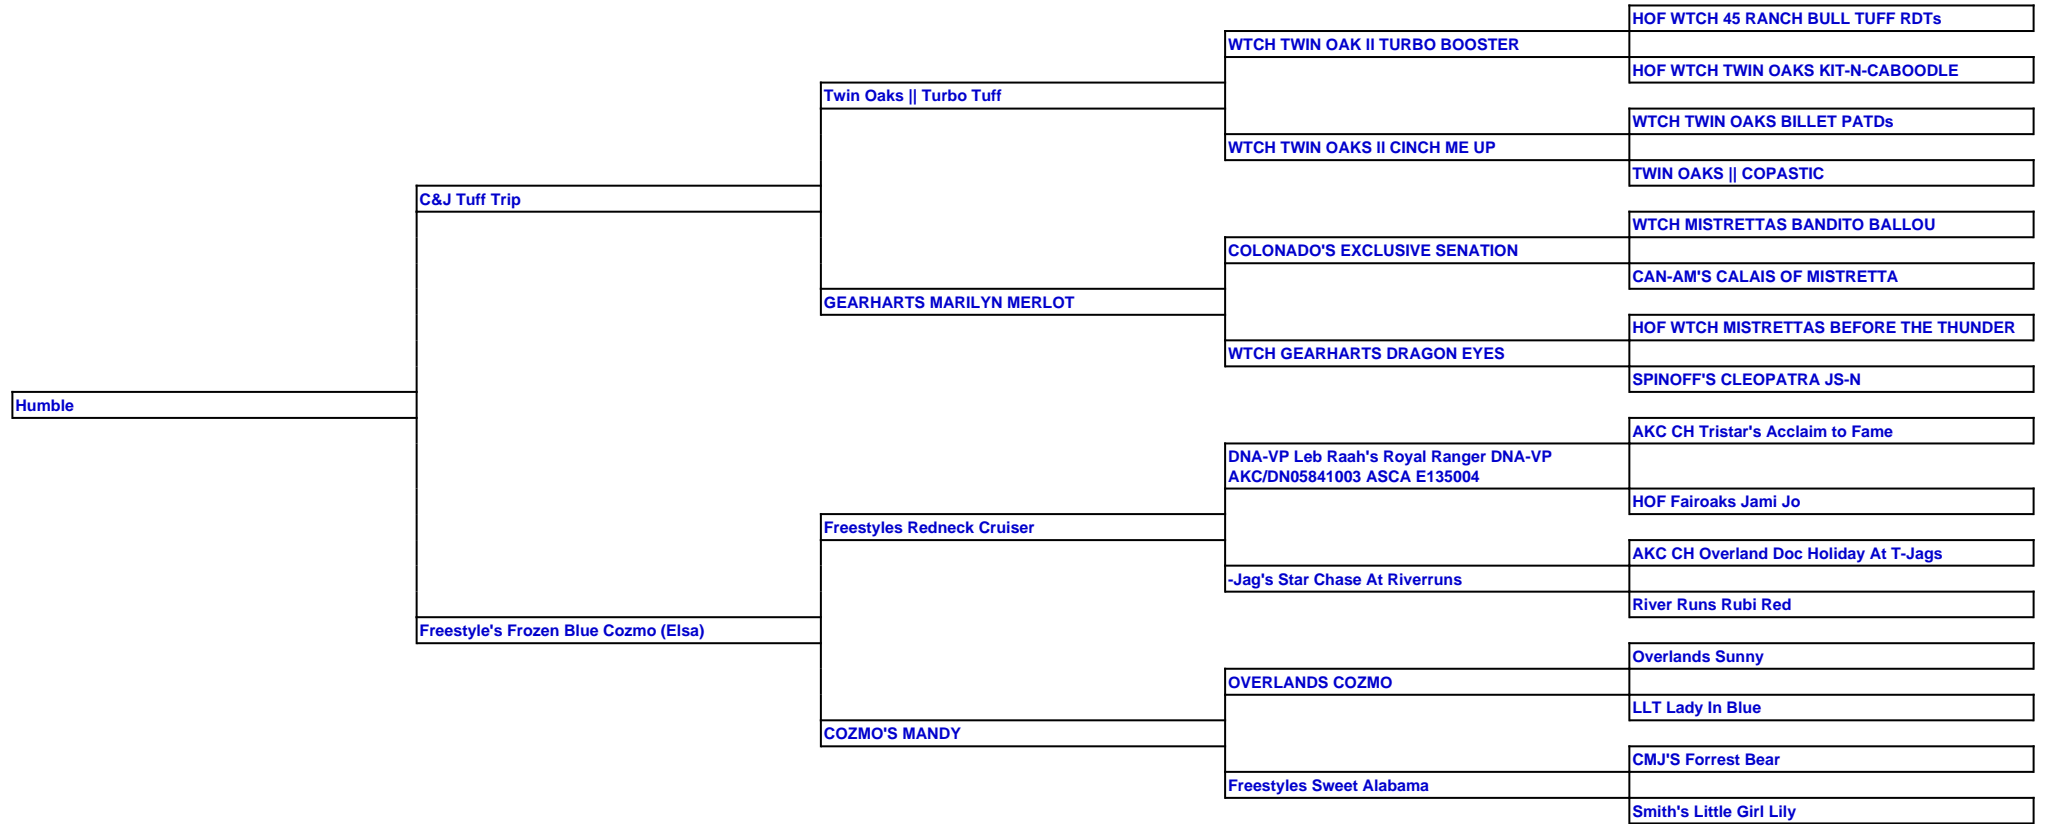 HOF WTCH 45 RANCH BULL TUFF RDTs
WTCH TWIN OAK II TURBO BOOSTER
HOF WTCH TWIN OAKS KIT-N-CABOODLE
Twin Oaks || Turbo Tuff
WTCH TWIN OAKS BILLET PATDs
WTCH TWIN OAKS II CINCH ME UP
TWIN OAKS || COPASTIC
C&J Tuff Trip
WTCH MISTRETTAS BANDITO BALLOU
COLONADO'S EXCLUSIVE SENATION
CAN-AM'S CALAIS OF MISTRETTA
GEARHARTS MARILYN MERLOT
HOF WTCH MISTRETTAS BEFORE THE THUNDER
WTCH GEARHARTS DRAGON EYES
SPINOFF'S CLEOPATRA JS-N
Humble
AKC CH Tristar's Acclaim to Fame
DNA-VP Leb Raah's Royal Ranger DNA-VP
AKC/DN05841003 ASCA E135004
HOF Fairoaks Jami Jo
Freestyles Redneck Cruiser
AKC CH Overland Doc Holiday At T-Jags
-Jag's Star Chase At Riverruns
River Runs Rubi Red
Freestyle's Frozen Blue Cozmo (Elsa)
Overlands Sunny
OVERLANDS COZMO
LLT Lady In Blue
COZMO'S MANDY
CMJ'S Forrest Bear
Freestyles Sweet Alabama
Smith's Little Girl Lily